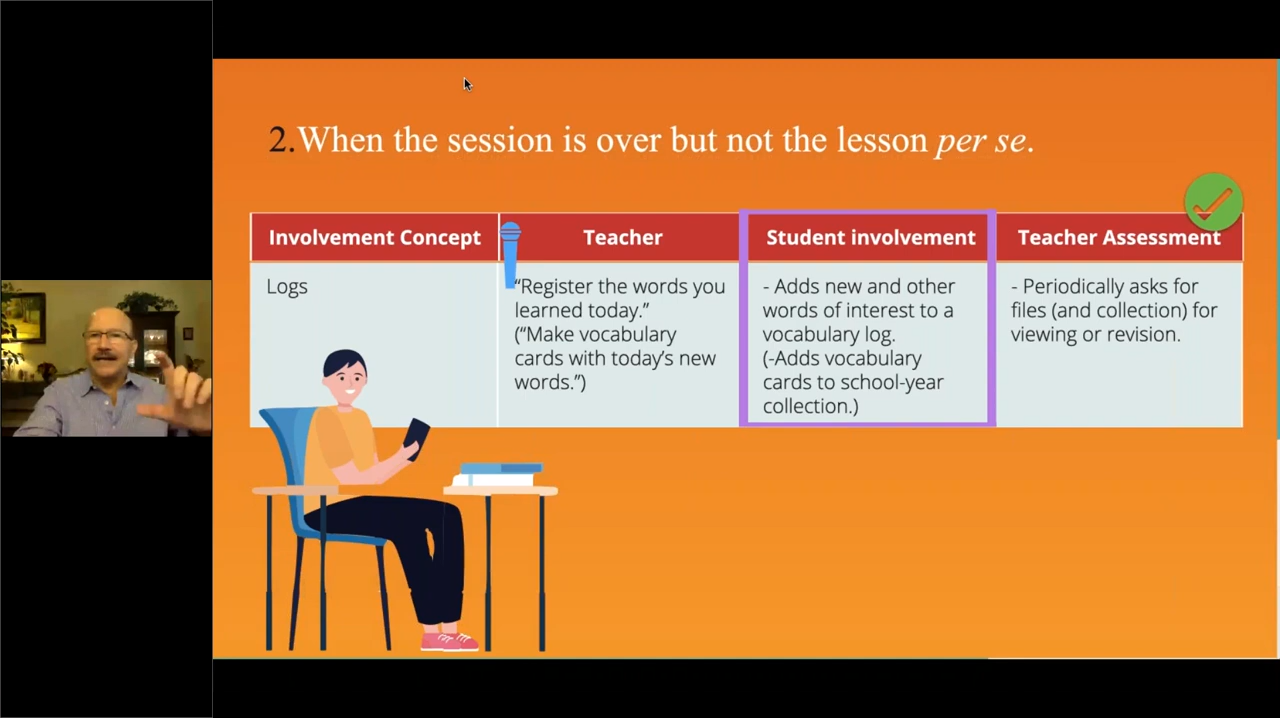 2.When the session is over but not the lesson per se.
Involvement Concept
Teacher
Student involvement
Teacher Assessment
Logs
“Register the words you
learned today.”
(“Make vocabulary
cards with today’s new
words.”)
- Adds new and other
words of interest to a
vocabulary log.
(-Adds vocabulary
cards to school-year
collection.)
- Periodically asks for
files (and collection) for
viewing or revision.